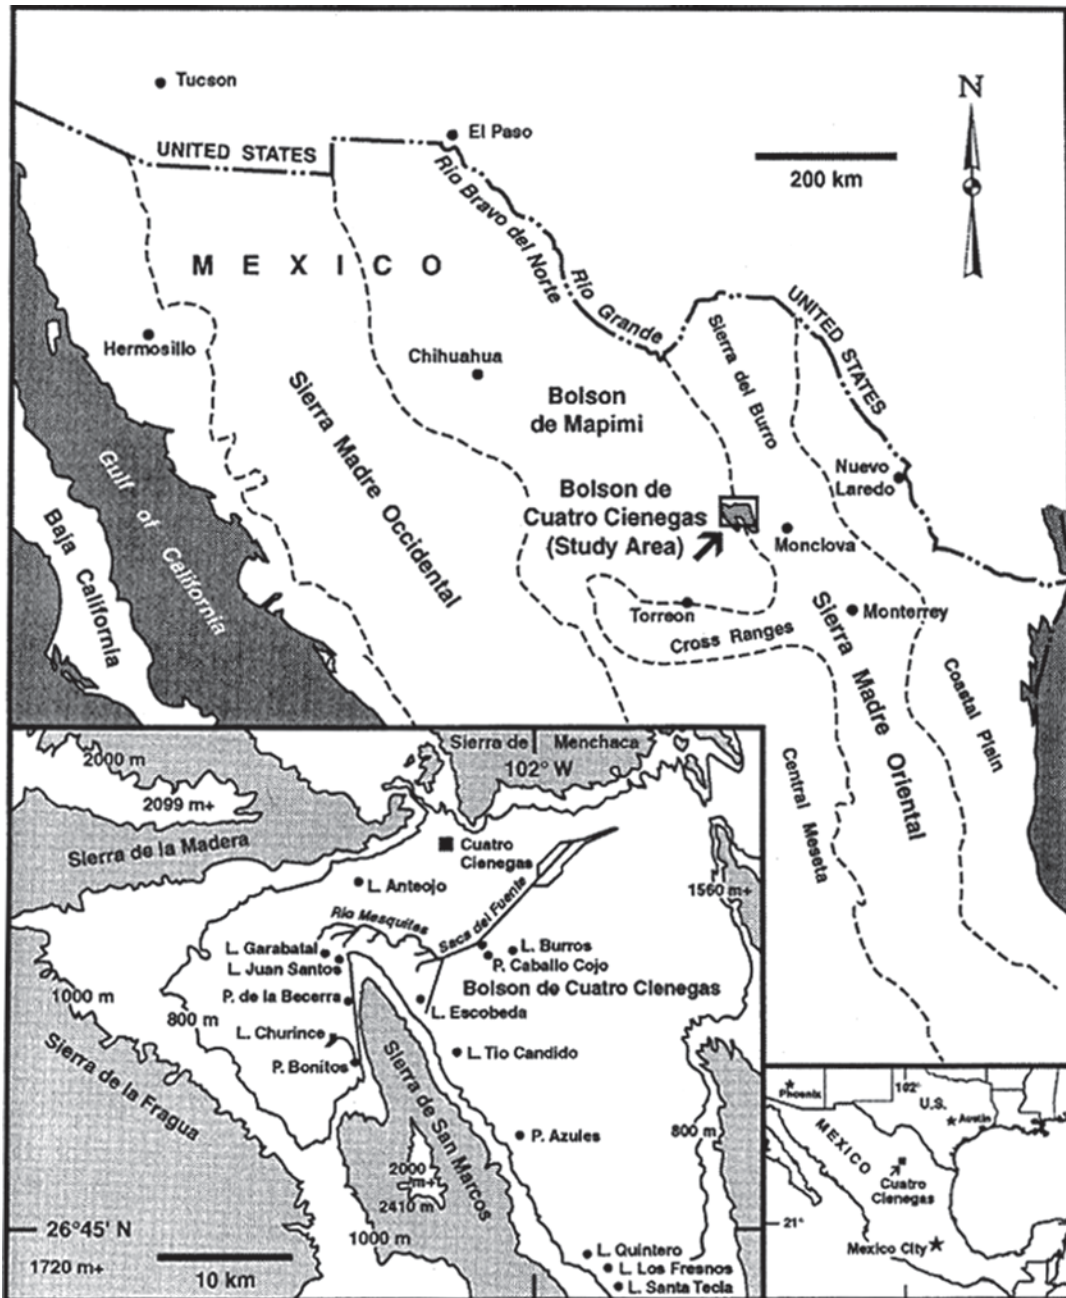 Tucson
UNITED STATES
El Paso
N
200 km
Rio Bravo del Norte
Rio Grande
MEXICO
UNITED STATES
Hermosillo
Chihuahua
Sierra del Burro
Bolson
de Mapimi
Sierra Madre Occidental
Gulf of California
Baja California
Nuevo
Laredo
Bolson de
Cuatro Cienegas
(Study Area)
Monclova
Torreon
Cross Ranges
Monterrey
Sierra Madre Oriental
Coastal Plain
Central Meseta
Sierra de Menchaca
102° W
2000 m
2099 m+
Sierra de la Madera
Cuatro
Cienegas
L. Anteojo
1560 m+
Rio Mesquites
Saca del Fuente
L. Garabatal
L. Juan Santos
L. Burros
P. Caballo Cojo
Bolson de Cuatro Cienegas
1000 m
P. de la Becerra
800 m
L. Escobeda
L. Churince
P. Bonitos
L. Tio Candido
Sierra de la Fragua
Sierra de San Marcos
P. Azules
800 m
2000
m+
2410 m
26°45' N
1000 m
1720 m+
10 km
L. Quintero
L. Los Fresnos
L. Santa Tecla
102°
Phoenix
U.S.
Austin
MEXICO
Cuatro
Cienegas
21°
Mexico City